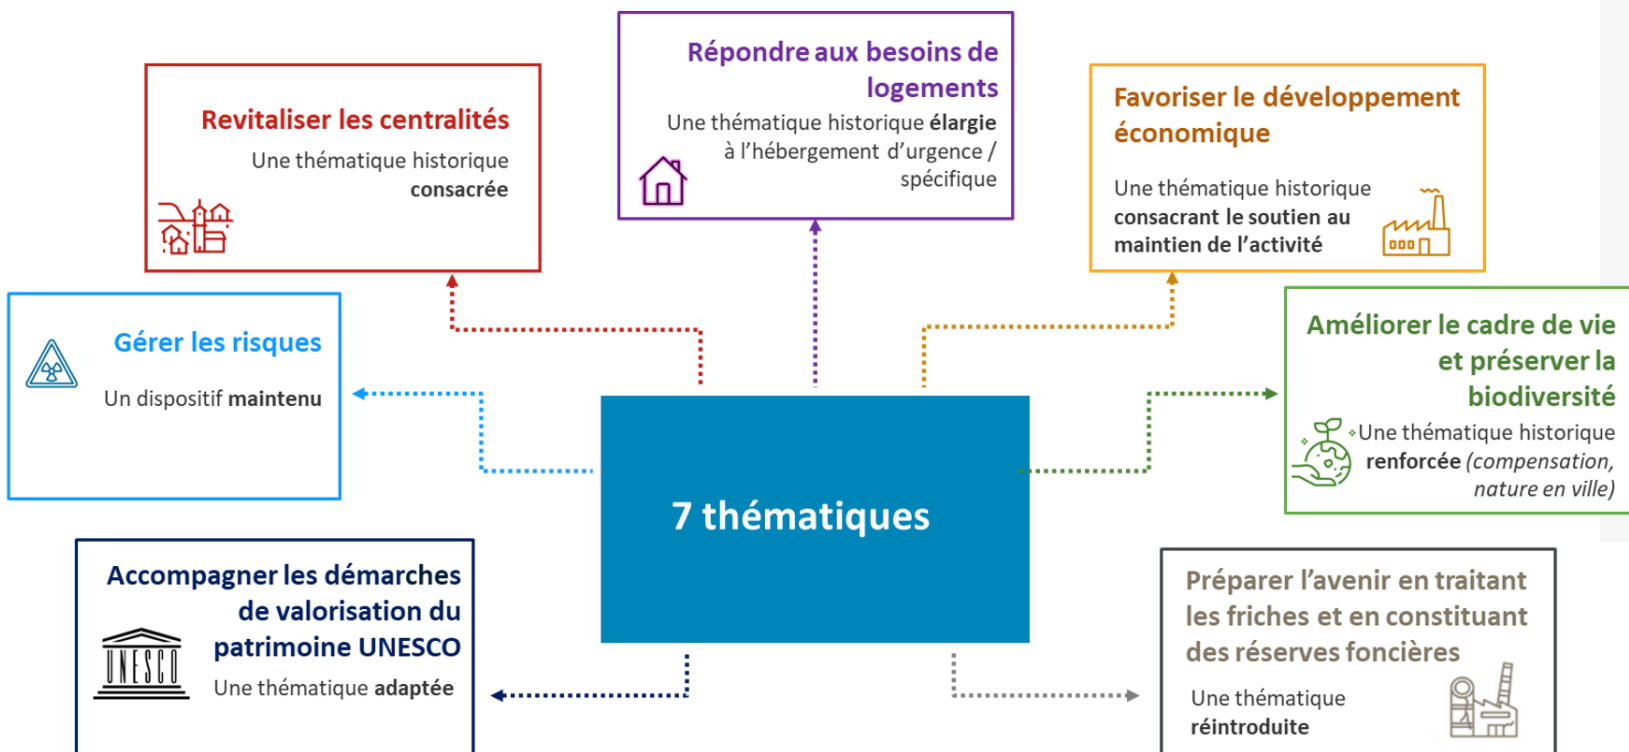 Répondre aux besoins de
logements
Une thématique historique élargie
à l'hébergement d'urgence /
spécifique
Revitaliser les centralités
Une thématique historique
consacrée
Favoriser le développement
économique
Une thématique historique
consacrant le soutien au
maintien de l'activité
Gérer les risques
Un dispositif maintenu
Améliorer le cadre de vie
et préserver la
biodiversité
Une thématique historique
renforcée (compensation,
nature en ville)
7 thématiques
Accompagner les démarches
de valorisation du
patrimoine UNESCO
Une thématique adaptée
UNESCO
Préparer l'avenir en traitant
les friches et en constituant
des réserves foncières
Une thématique
réintroduite